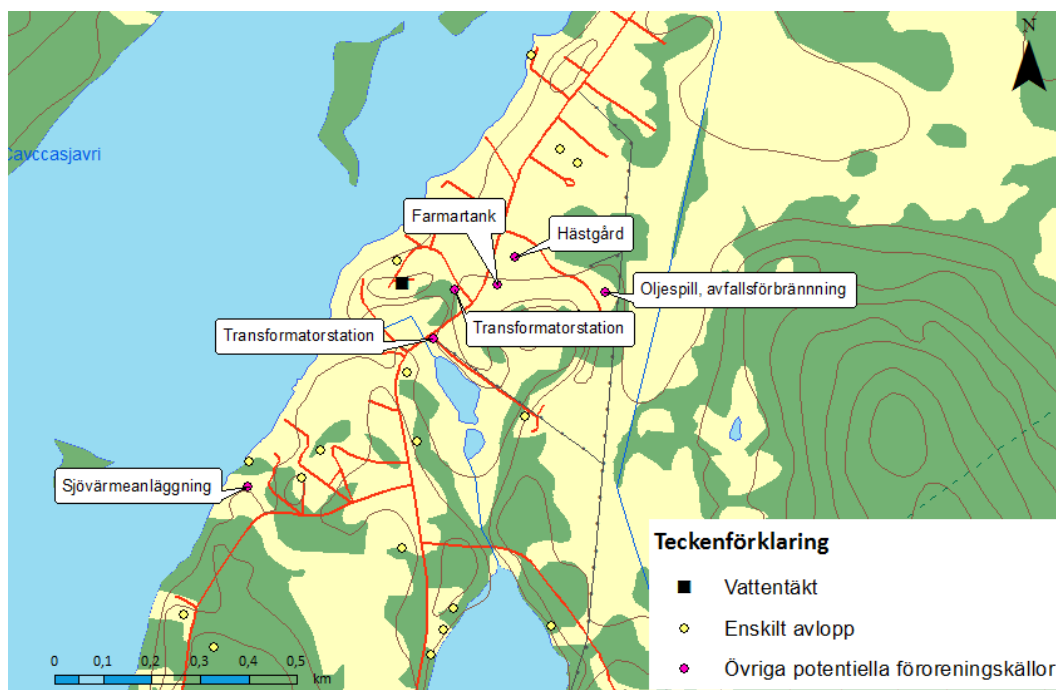 N
Cavccasjavri
Farmartank
Hästgård
Oljespill, avfallsförbrännning
Transformatorstation
Transformatorstation
Sjövärmeanläggning
Teckenförklaring
Vattentäkt
Enskilt avlopp
Övriga potentiella föroreningskällor
0 0,1 0,2 0,3 0,4 0,5
km